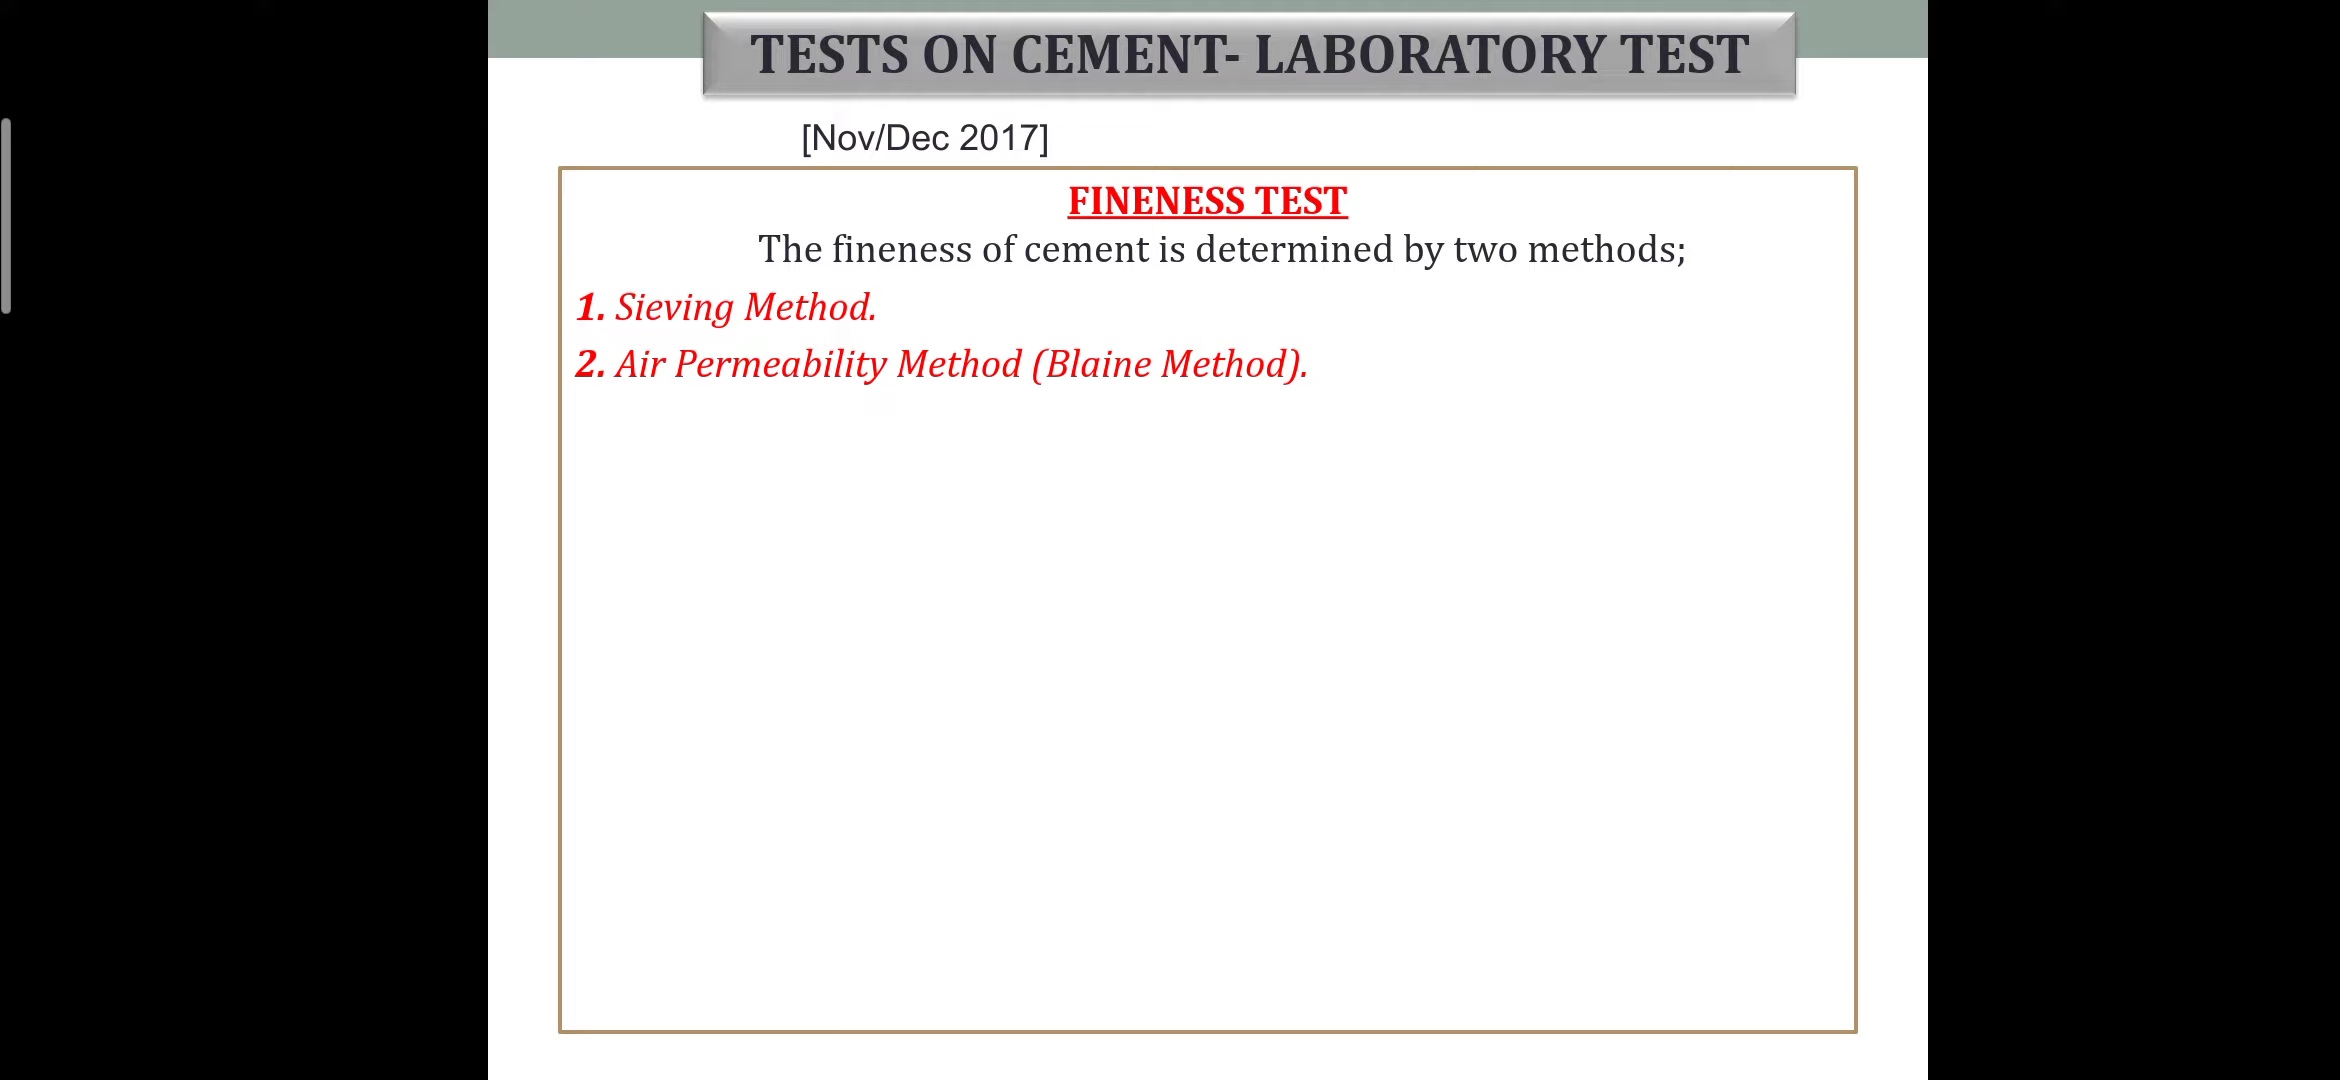 TESTS ON CEMENT- LABORATORY TEST
[Nov/Dec 2017]
FINENESS TEST
The fineness of cement is determined by two methods;
1. Sieving Method.
2. Air Permeability Method (Blaine Method).